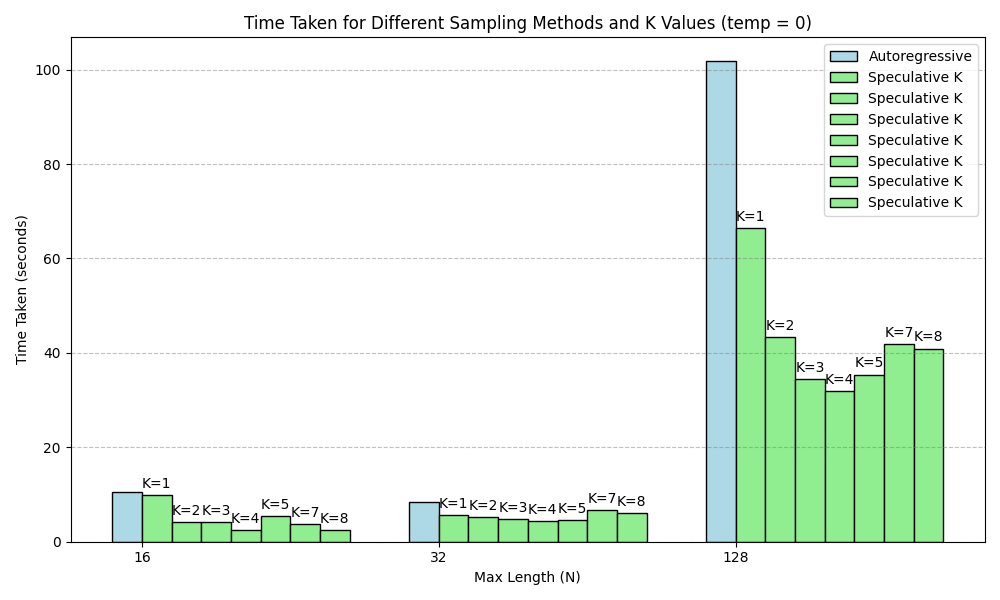 Time Taken for Different Sampling Methods and K Values (temp = 0)
Time Taken (seconds)
100
80
60
40
20
0
Autoregressive
Speculative K
Speculative K
Speculative K
Speculative K
Speculative K
Speculative K
Speculative K
K=1
K=2
K=3
K=4
K=5
K=7
K=8
K=1
K=2
K=3
K=4
K=5
K=7
K=8
K=1
K=2
K=3
K=4
K=5
K=7
K=8
16
32
128
Max Length (N)